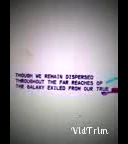 THOUGH WE REMAIN DISPERSED
THROUGHOUT THE FAR REACHES OF
THE GALAXY EXILED FROM OUR TRUE
VidTrim